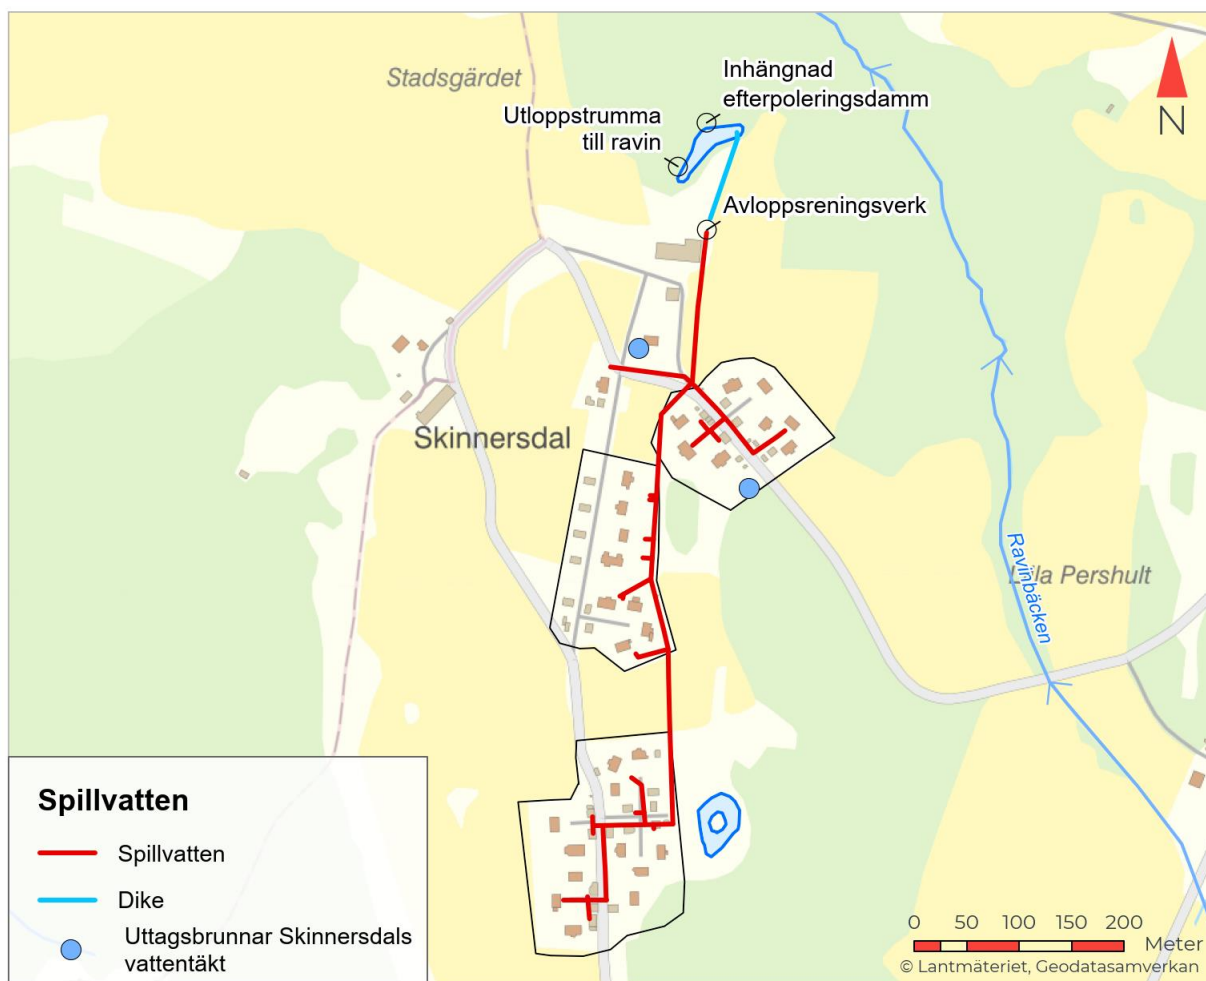 Stadsgärdet
Inhängnad
efterpoleringsdamm
Utloppstrumma
till ravin
N
Avloppsreningsverk
Skinnersdal
Lilla Pershult
Ravinbäcken
Spillvatten
Spillvatten
Dike
Uttagsbrunnar Skinnersdals
vattentäkt
0 50 100 150 200
Meter
© Lantmäteriet, Geodatasamverkan